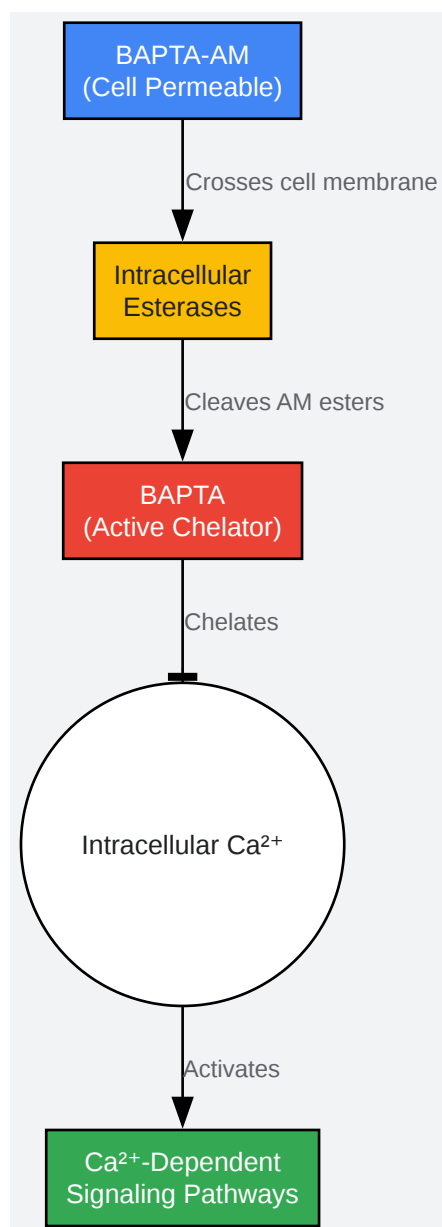 BAPTA-AM
(Cell Permeable)
Crosses cell membrane
Intracellular
Esterases
Cleaves AM esters
BAPTA
(Active Chelator)
Chelates
Intracellular Ca²⁺
Activates
Ca²⁺-Dependent
Signaling Pathways